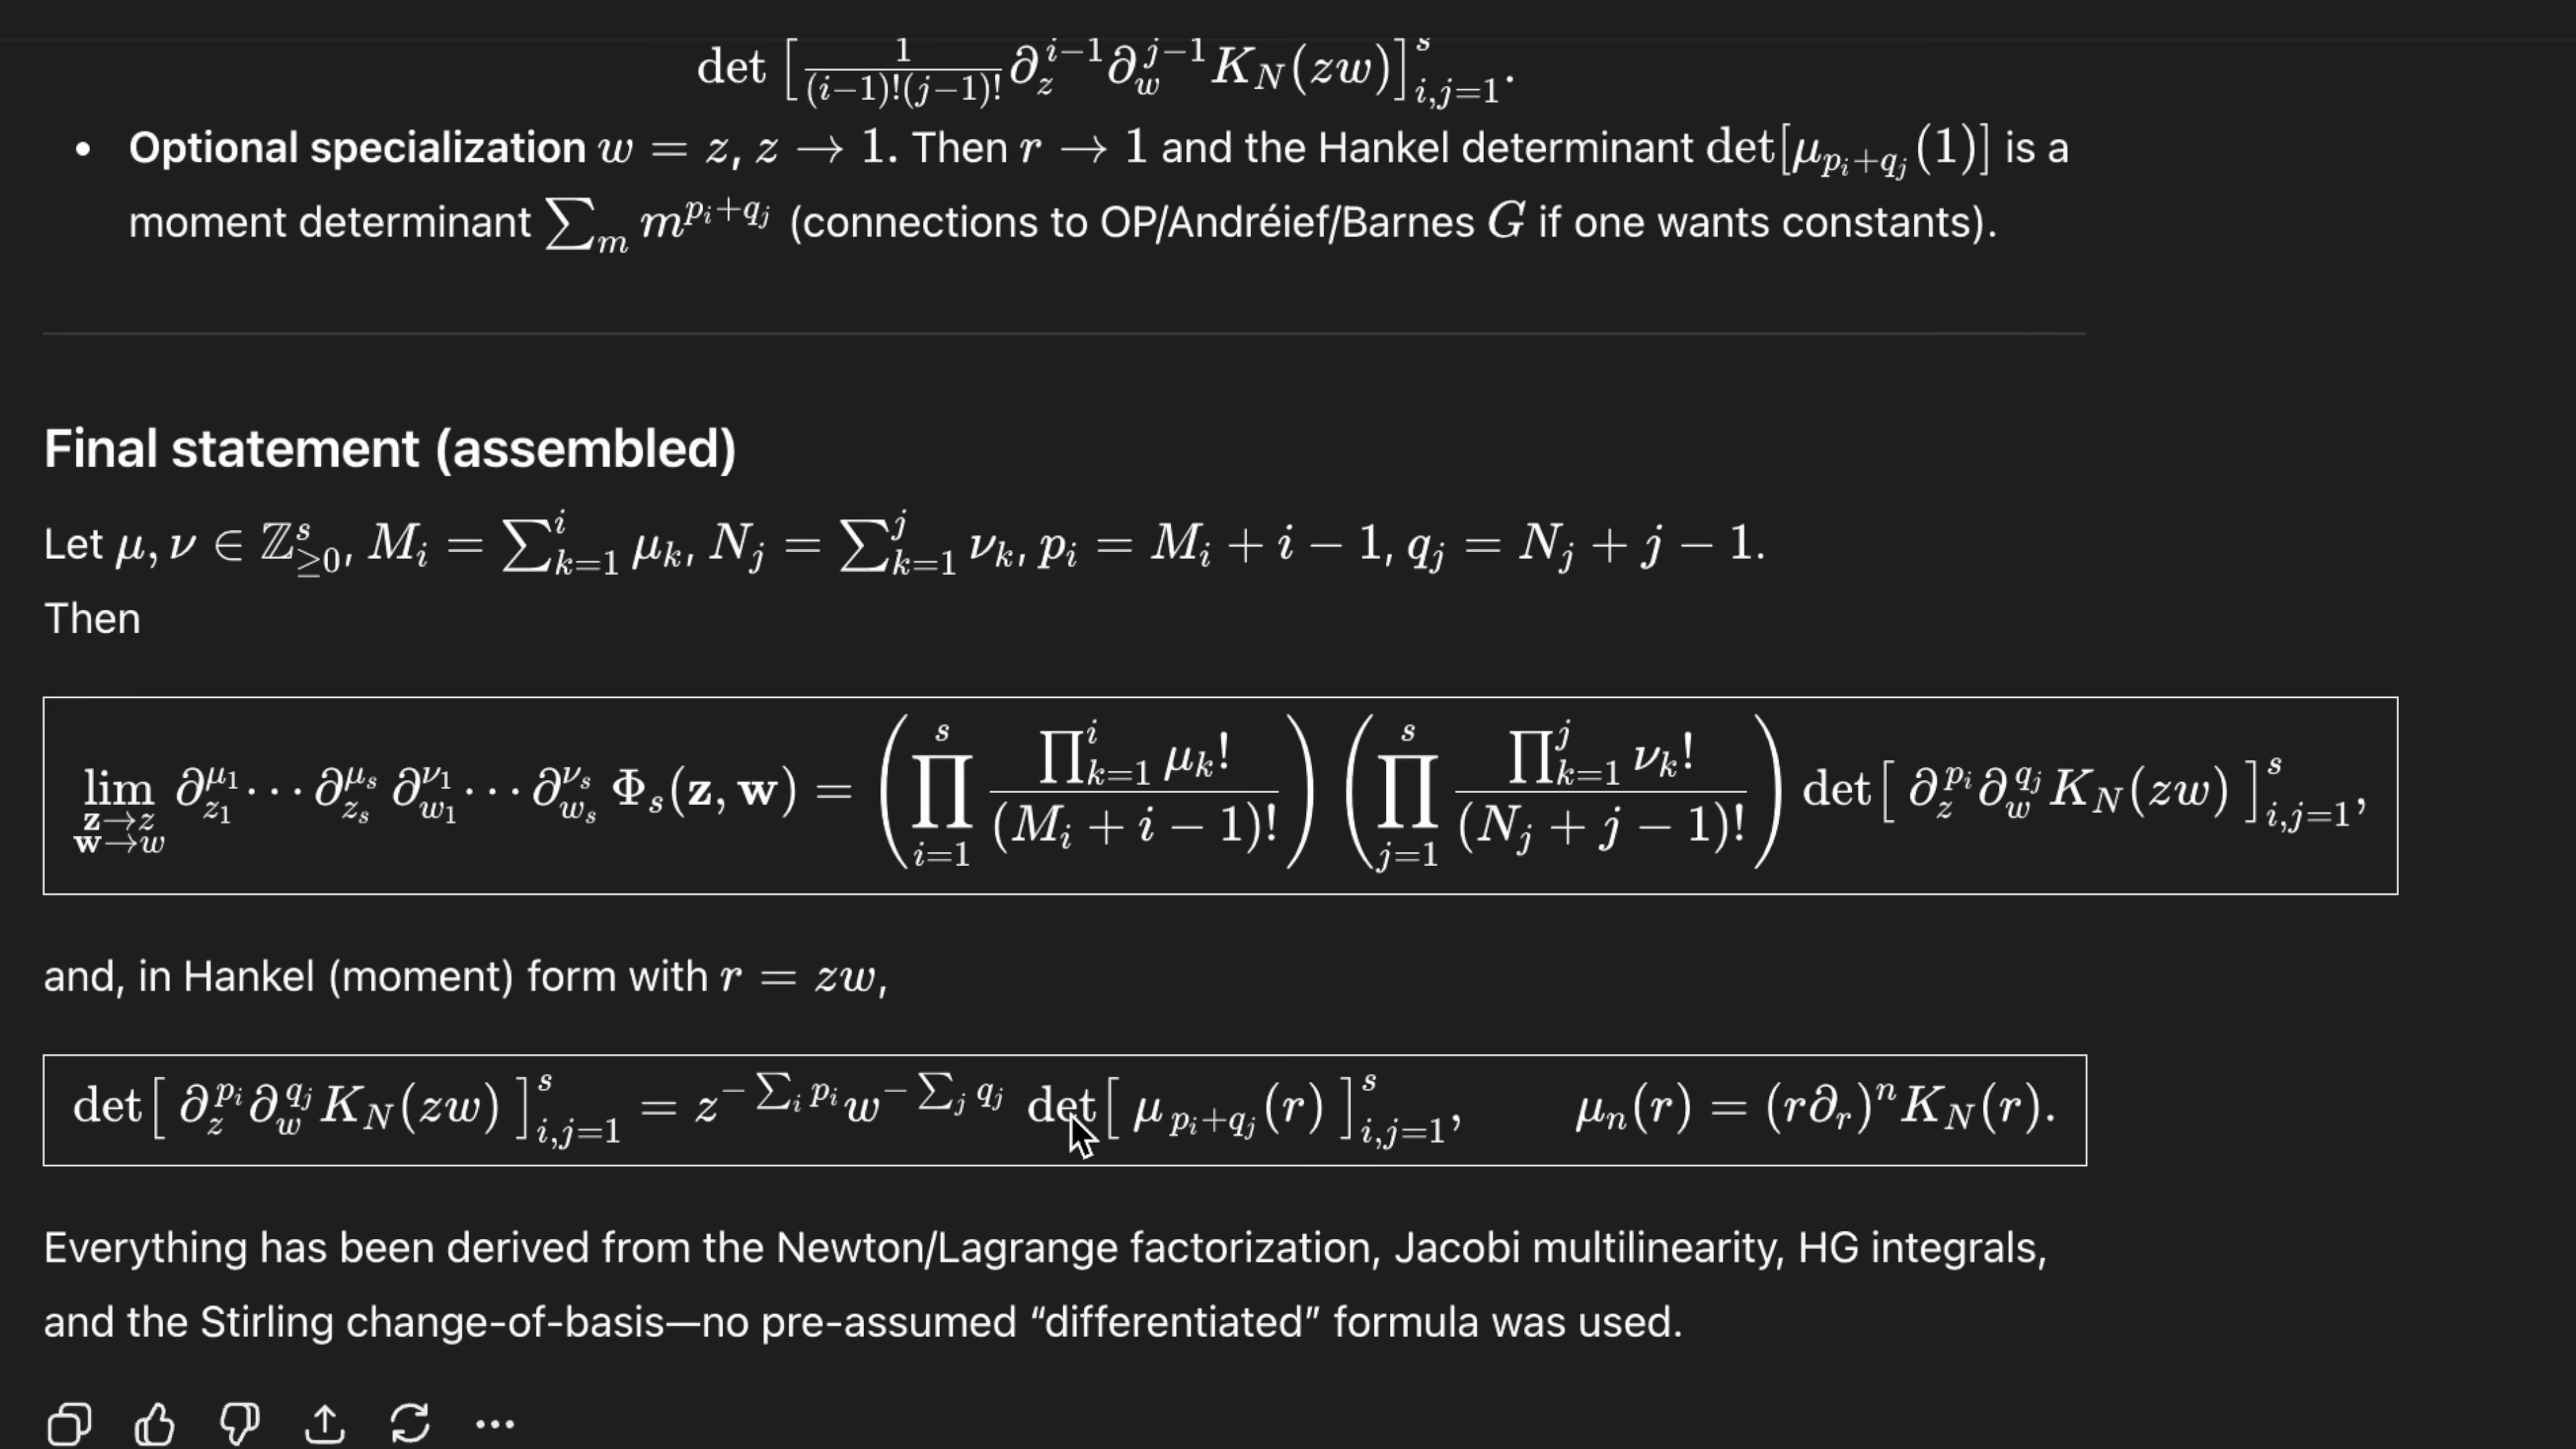 det [ \frac{1}{(i−1)!(j−1)!} ∂_z^{i−1} ∂_w^{j−1} K_N(zw) ]_{i,j=1}^s.
• Optional specialization w = z, z → 1. Then r → 1 and the Hankel determinant det[μ_{p_i+q_j}(1)] is a
moment determinant ∑_m m^{p_i+q_j} (connections to OP/Andréief/Barnes G if one wants constants).
Final statement (assembled)
Let μ, ν ∈ ℤ_{≥0}^s, M_i = ∑_{k=1}^i μ_k, N_j = ∑_{k=1}^j ν_k, p_i = M_i + i − 1, q_j = N_j + j − 1.
Then
\lim_{\mathbf{z}→z, \mathbf{w}→w} ∂_{z_1}^{μ_1} ⋯ ∂_{z_s}^{μ_s} ∂_{w_1}^{ν_1} ⋯ ∂_{w_s}^{ν_s} Φ_s(\mathbf{z}, \mathbf{w}) = ( ∏_{i=1}^s \frac{∏_{k=1}^i μ_k!}{(M_i + i − 1)!} ) ( ∏_{j=1}^s \frac{∏_{k=1}^j ν_k!}{(N_j + j − 1)!} ) det[ ∂_z^{p_i} ∂_w^{q_j} K_N(zw) ]_{i,j=1}^s,
and, in Hankel (moment) form with r = zw,
det[ ∂_z^{p_i} ∂_w^{q_j} K_N(zw) ]_{i,j=1}^s = z^{−∑_i p_i} w^{−∑_j q_j} det[ μ_{p_i+q_j}(r) ]_{i,j=1}^s, μ_n(r) = (r∂_r)^n K_N(r).
Everything has been derived from the Newton/Lagrange factorization, Jacobi multilinearity, HG integrals,
and the Stirling change-of-basis—no pre-assumed “differentiated” formula was used.